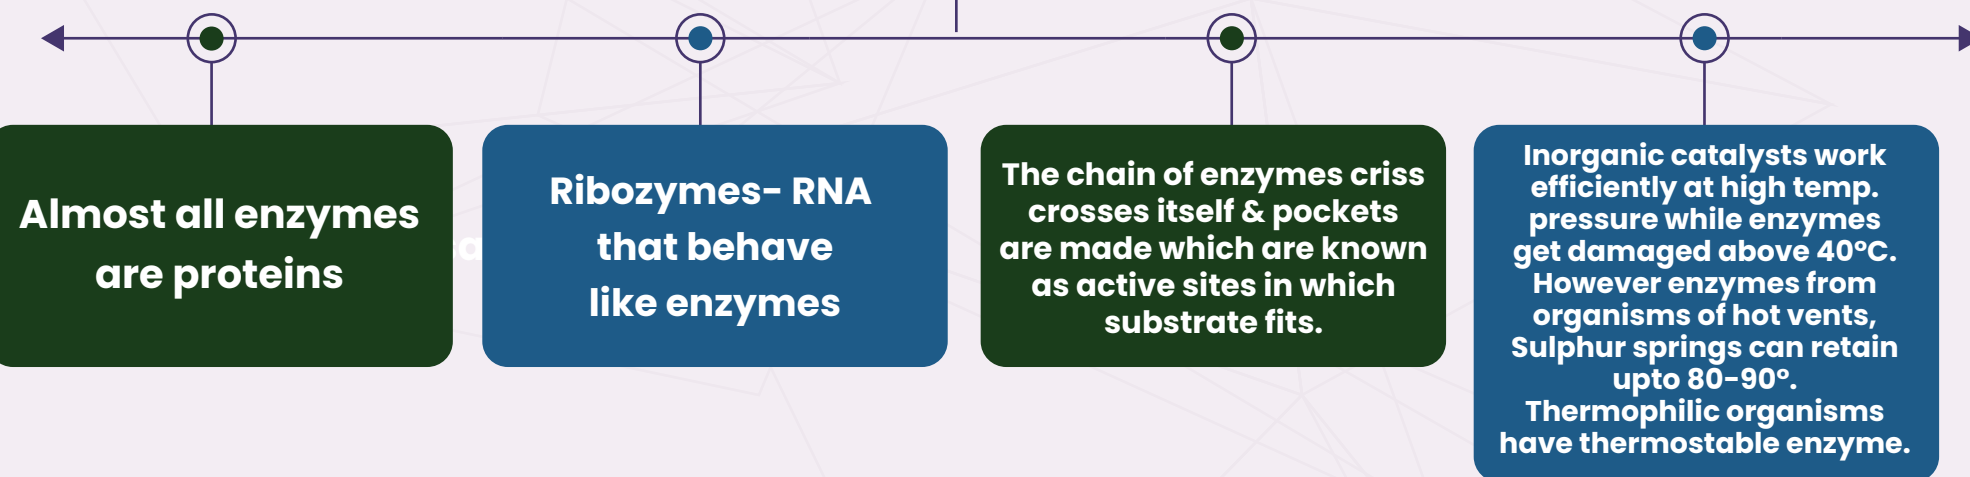 Almost all enzymes
are proteins
Ribozymes- RNA
that behave
like enzymes
The chain of enzymes criss
crosses itself & pockets
are made which are known
as active sites in which
substrate fits.
Inorganic catalysts work
efficiently at high temp.
pressure while enzymes
get damaged above 40°C.
However enzymes from
organisms of hot vents,
Sulphur springs can retain
upto 80-90°.
Thermophilic organisms
have thermostable enzyme.